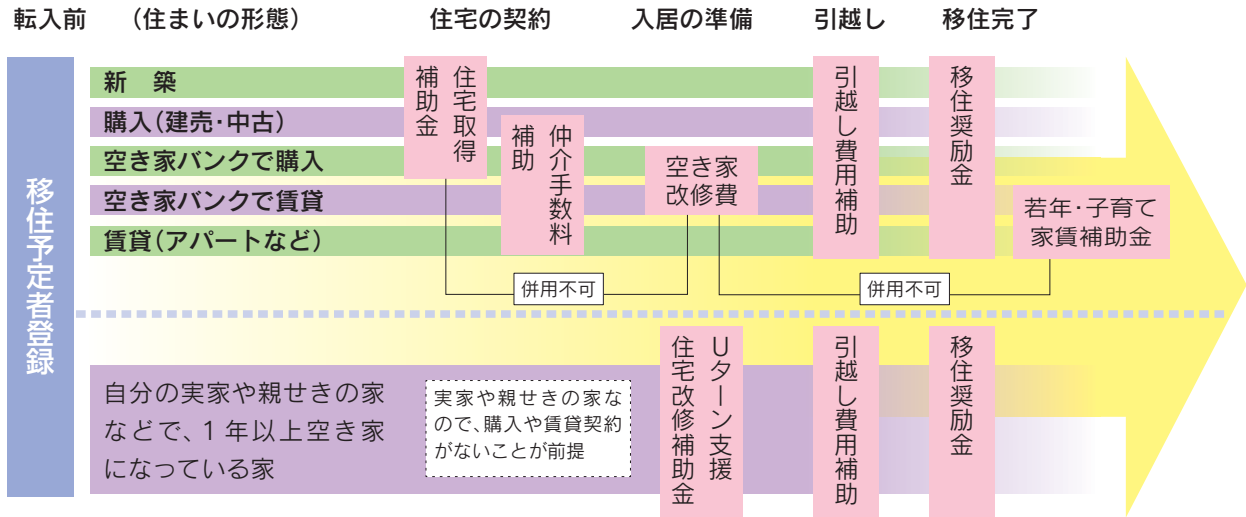 転入前 (住まいの形態) 住宅の契約 入居の準備 引越し 移住完了
移住予定者登録
新 築
購入(建売・中古)
空き家バンクで購入
空き家バンクで賃貸
賃貸(アパートなど)
住宅取得
補助金
仲介手数料
補助
空き家
改修費
引越し費用補助
移住奨励金
若年・子育て
家賃補助金
併用不可
併用不可
自分の実家や親せきの家
などで、1年以上空き家
になっている家
実家や親せきの家な
ので、購入や賃貸契約
がないことが前提
Uターン支援
住宅改修補助金
引越し費用補助
移住奨励金